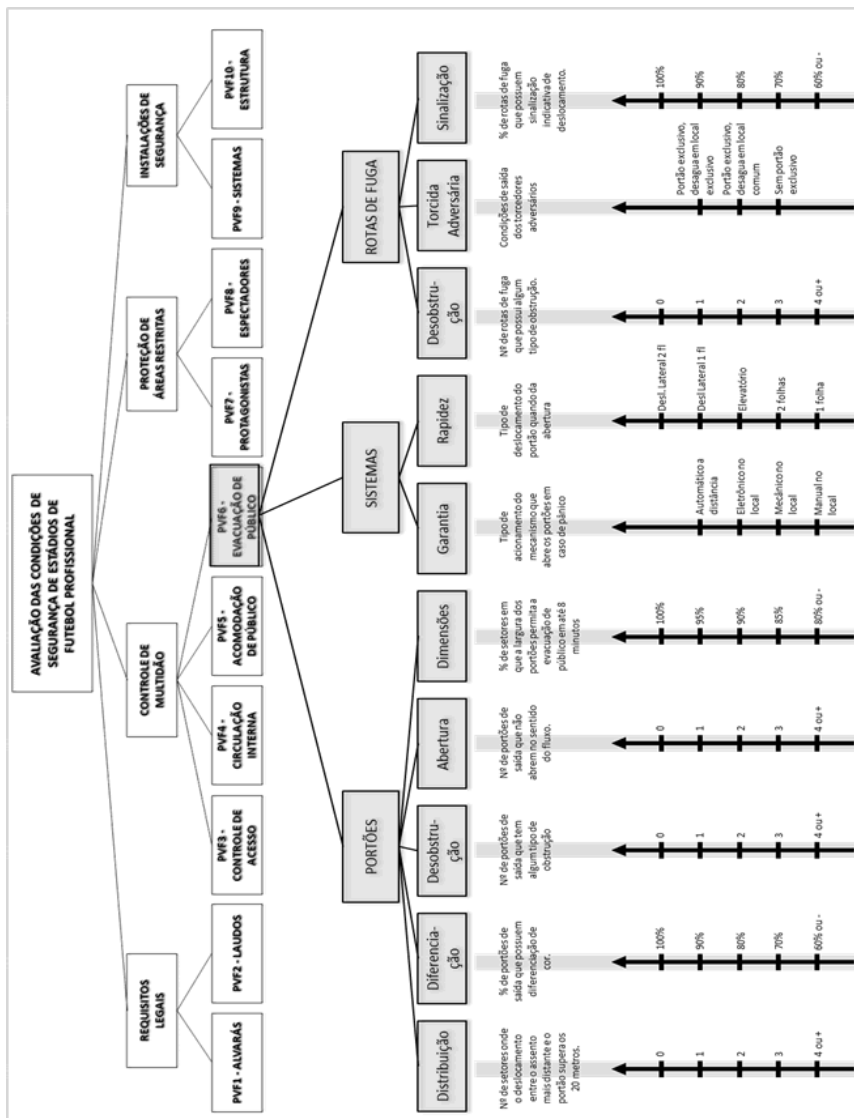 AVALIAÇÃO DAS CONDIÇÕES DE
SEGURANÇA DE ESTÁDIOS DE
FUTEBOL PROFISSIONAL
REQUISITOS
LEGAIS
CONTROLE DE
MULTIDÃO
PROTEÇÃO DE
ÁREAS RESTRITAS
INSTALAÇÕES DE
SEGURANÇA
PVF1 - ALVARÁS
PVF2 - LAUDOS
PVF3 -
CONTROLE DE
ACESSO
PVF4 -
CIRCULAÇÃO
INTERNA
PVF5 -
ACOMODAÇÃO
DE PÚBLICO
PVF6 -
EVACUAÇÃO DE
PÚBLICO
PVF7 -
PROTAGONISTAS
PVF8 -
ESPECTADORES
PVF9 - SISTEMAS
PVF10 -
ESTRUTURA
PORTÕES
SISTEMAS
ROTAS DE FUGA
Distribuição
Diferencia-
ção
Desobstru-
ção
Abertura
Dimensões
Garantia
Rapidez
Desobstru-
ção
Torcida
Adversária
Sinalização
Nº de setores onde
o deslocamento
entre o assento
mais distante e o
portão supera os
20 metros.
% de portões de
saída que possuem
diferenciação de
cor.
Nº de portões de
saída que tem
algum tipo de
obstrução
Nº de portões de
saída que não
abrem no sentido
do fluxo.
% de setores em
que a largura dos
portões permita a
evacuação de
público em até 8
minutos
Tipo de
acionamento do
mecanismo que
abre os portões em
caso de pânico
Tipo de
deslocamento do
portão quando da
abertura
Nº de rotas de fuga
que possui algum
tipo de obstrução.
Condições de saída
dos torcedores
adversários
% de rotas de fuga
que possuem
sinalização
indicativa de
deslocamento.
0
1
2
3
4 ou +
100%
90%
80%
70%
60% ou -
0
1
2
3
4 ou +
0
1
2
3
4 ou +
100%
95%
90%
85%
80% ou -
Automático a
distância
Eletrônico no
local
Mecânico no
local
Manual no
local
Desl. Lateral 2 fl
Desl Lateral 1 fl
Elevatório
2 folhas
1 folha
0
1
2
3
4 ou +
Portão exclusivo,
desagua em local
exclusivo
Portão exclusivo,
desagua em local
comum
Sem portão
exclusivo
100%
90%
80%
70%
60% ou -